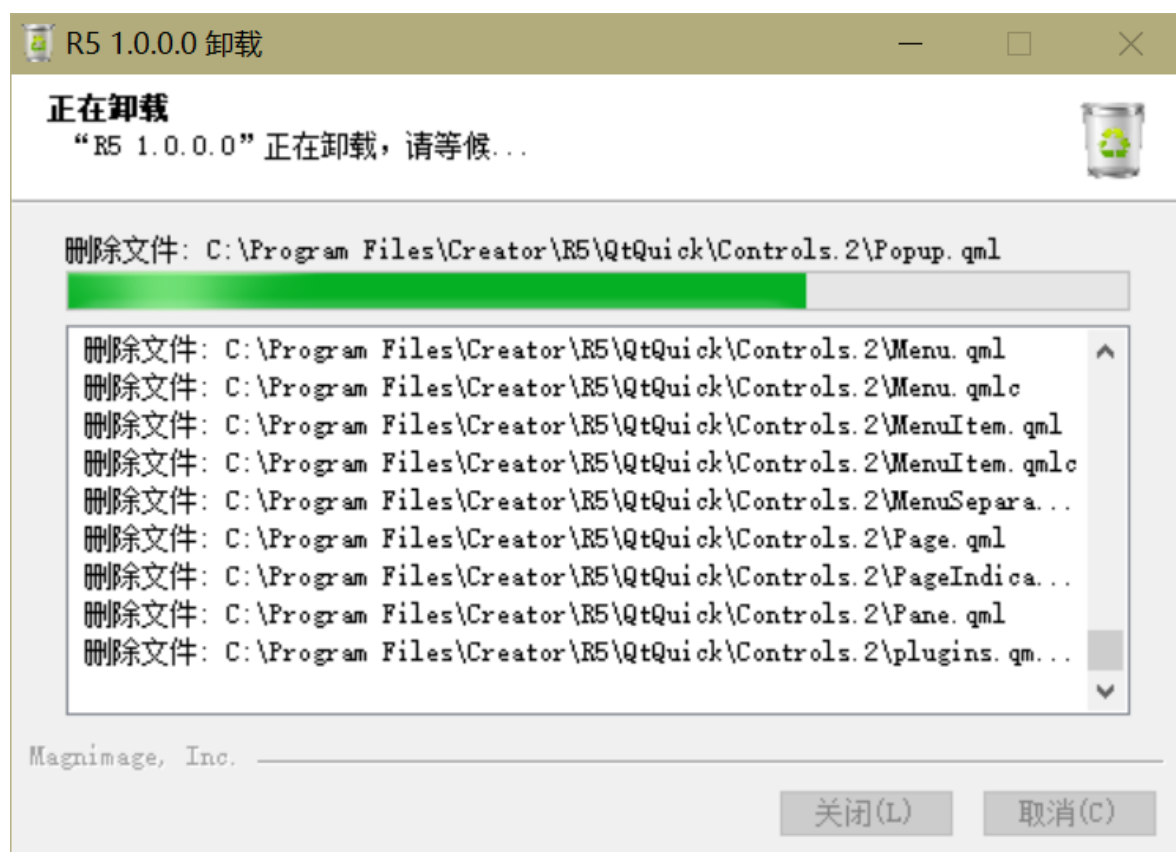 R5 1.0.0.0 卸载
正在卸载
“R5 1.0.0.0”正在卸载，请等候...
删除文件: C:\Program Files\Creator\R5\QtQuick\Controls.2\Popup.qml
删除文件: C:\Program Files\Creator\R5\QtQuick\Controls.2\Menu.qml
删除文件: C:\Program Files\Creator\R5\QtQuick\Controls.2\Menu.qmlc
删除文件: C:\Program Files\Creator\R5\QtQuick\Controls.2\MenuItem.qml
删除文件: C:\Program Files\Creator\R5\QtQuick\Controls.2\MenuItem.qmlc
删除文件: C:\Program Files\Creator\R5\QtQuick\Controls.2\MenuSepara...
删除文件: C:\Program Files\Creator\R5\QtQuick\Controls.2\Page.qml
删除文件: C:\Program Files\Creator\R5\QtQuick\Controls.2\PageIndica...
删除文件: C:\Program Files\Creator\R5\QtQuick\Controls.2\Pane.qml
删除文件: C:\Program Files\Creator\R5\QtQuick\Controls.2\plugins.qm...
Magnimage, Inc.
关闭(L) 取消(C)